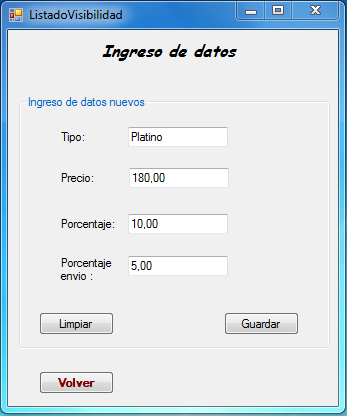 ListadoVisibilidad
Ingreso de datos
Ingreso de datos nuevos
Tipo: Platino
Precio: 180,00
Porcentaje: 10,00
Porcentaje
envio : 5,00
Limpiar Guardar
Volver